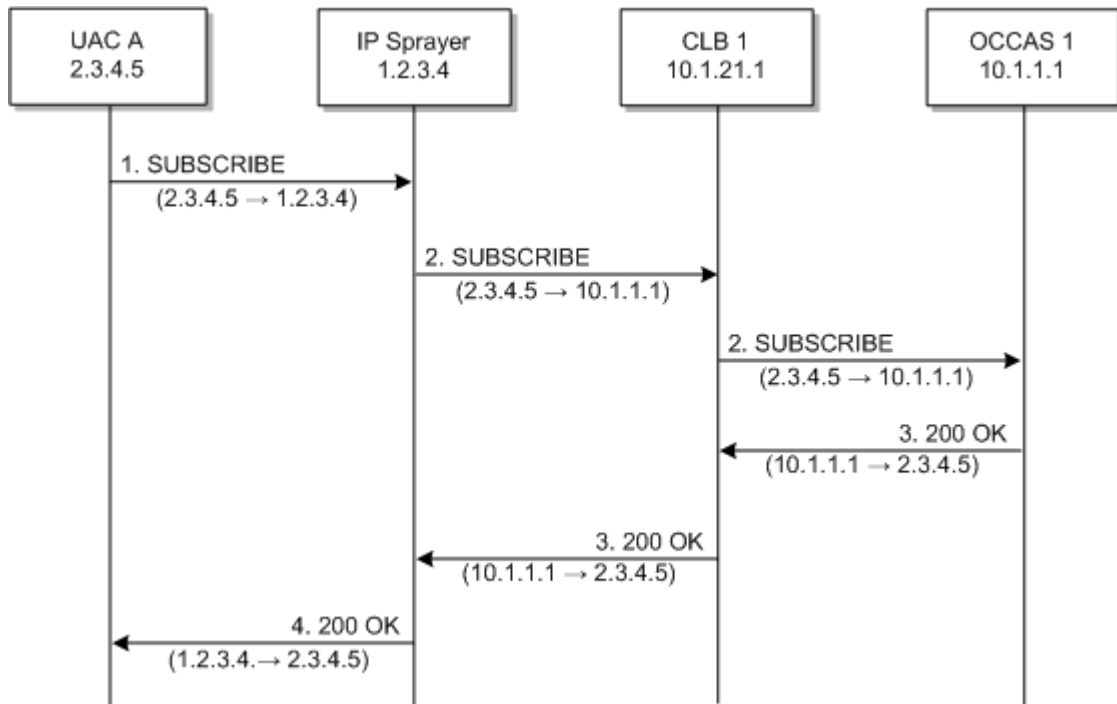 UAC A
2.3.4.5
IP Sprayer
1.2.3.4
CLB 1
10.1.21.1
OCCAS 1
10.1.1.1
1. SUBSCRIBE
(2.3.4.5 → 1.2.3.4)
2. SUBSCRIBE
(2.3.4.5 → 10.1.1.1)
2. SUBSCRIBE
(2.3.4.5 → 10.1.1.1)
3. 200 OK
(10.1.1.1 → 2.3.4.5)
3. 200 OK
(10.1.1.1 → 2.3.4.5)
4. 200 OK
(1.2.3.4.→ 2.3.4.5)